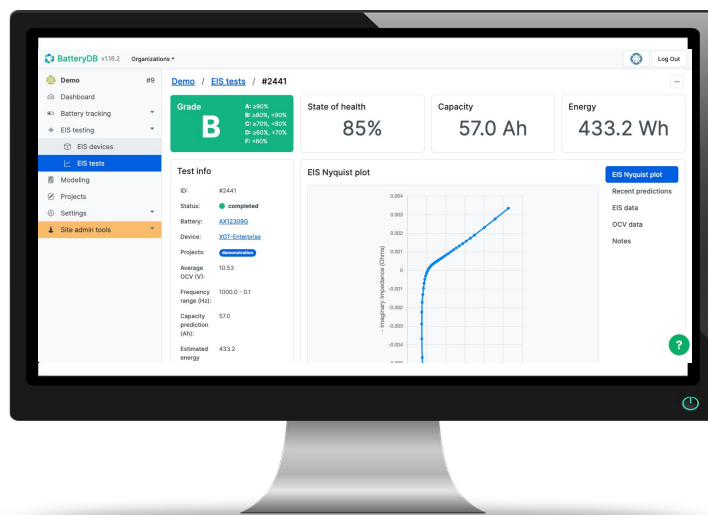 BatteryDB v1.18.2 Organizations
Log Out
Demo #9
Dashboard
Battery tracking
EIS testing
EIS devices
EIS tests
Modeling
Projects
Settings
Site admin tools
Demo / EIS tests / #2441
Grade
B
A: ≥90%
B: ≥80%, <90%
C: ≥70%, <80%
D: ≥60%, <70%
F: <60%
State of health
85%
Capacity
57.0 Ah
Energy
433.2 Wh
Test info
ID: #2441
Status: completed
Battery: AX12309G
Device: XGT-Enterprise
Projects: demonstration
Average OCV (V): 10.53
Frequency range (Hz): 1000.0 - 0.1
Capacity prediction (Ah): 57.0
Estimated energy 433.2
EIS Nyquist plot
- Imaginary Impedance (Ohms)
0.004
0.003
0.002
0.001
0
-0.001
-0.002
-0.003
-0.004
EIS Nyquist plot
Recent predictions
EIS data
OCV data
Notes
?